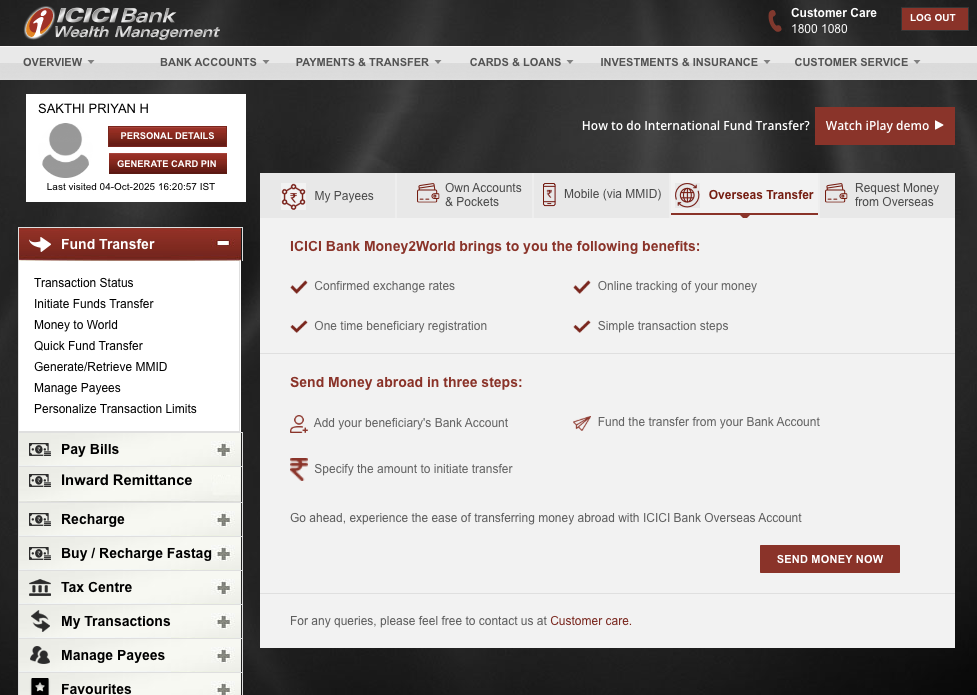 ICICI Bank
Wealth Management
Customer Care
1800 1080
LOG OUT
OVERVIEW
BANK ACCOUNTS
PAYMENTS & TRANSFER
CARDS & LOANS
INVESTMENTS & INSURANCE
CUSTOMER SERVICE
SAKTHI PRIYAN H
PERSONAL DETAILS
GENERATE CARD PIN
Last visited 04-Oct-2025 16:20:57 IST
How to do International Fund Transfer?
Watch iPlay demo
Fund Transfer
Transaction Status
Initiate Funds Transfer
Money to World
Quick Fund Transfer
Generate/Retrieve MMID
Manage Payees
Personalize Transaction Limits
Pay Bills
Inward Remittance
Recharge
Buy / Recharge Fastag
Tax Centre
My Transactions
Manage Payees
Favourites
My Payees
Own Accounts
& Pockets
Mobile (via MMID)
Overseas Transfer
Request Money
from Overseas
ICICI Bank Money2World brings to you the following benefits:
Confirmed exchange rates
Online tracking of your money
One time beneficiary registration
Simple transaction steps
Send Money abroad in three steps:
Add your beneficiary's Bank Account
Fund the transfer from your Bank Account
₹ Specify the amount to initiate transfer
Go ahead, experience the ease of transferring money abroad with ICICI Bank Overseas Account
SEND MONEY NOW
For any queries, please feel free to contact us at Customer care.